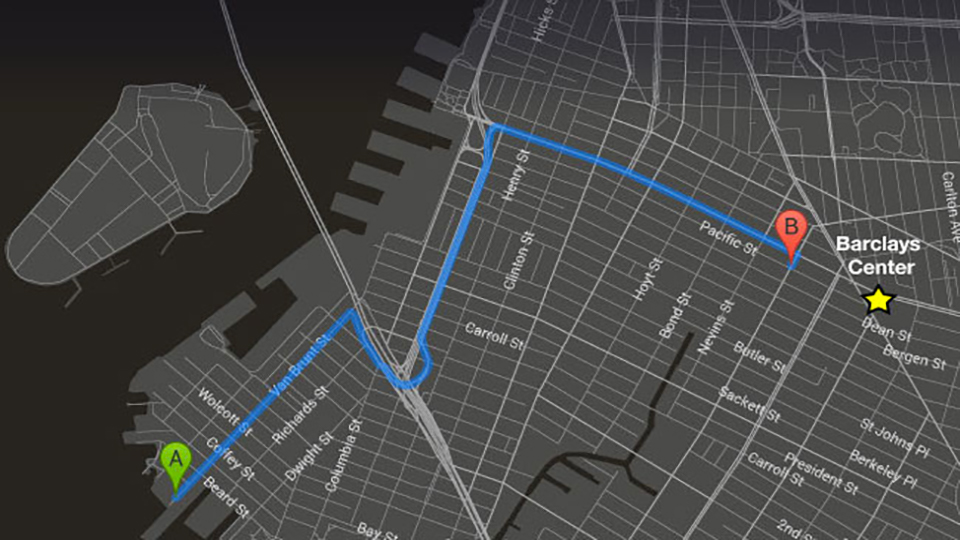 Hicks S
Henry St
Carlton Ave
B
Pacific St
Barclays
Center
Clinton St
Hoyt St
Bond St
Nevins St
Dean St
Bergen St
Carroll St
Van Brunt St
Butler St
Wolcott St
Richards St
Sackett St
St Johns Pl
A
Coffey St
Dwight St
Columbia St
Berkeley Pl
President St
Carroll St
Beard St
Bay St
2nd S